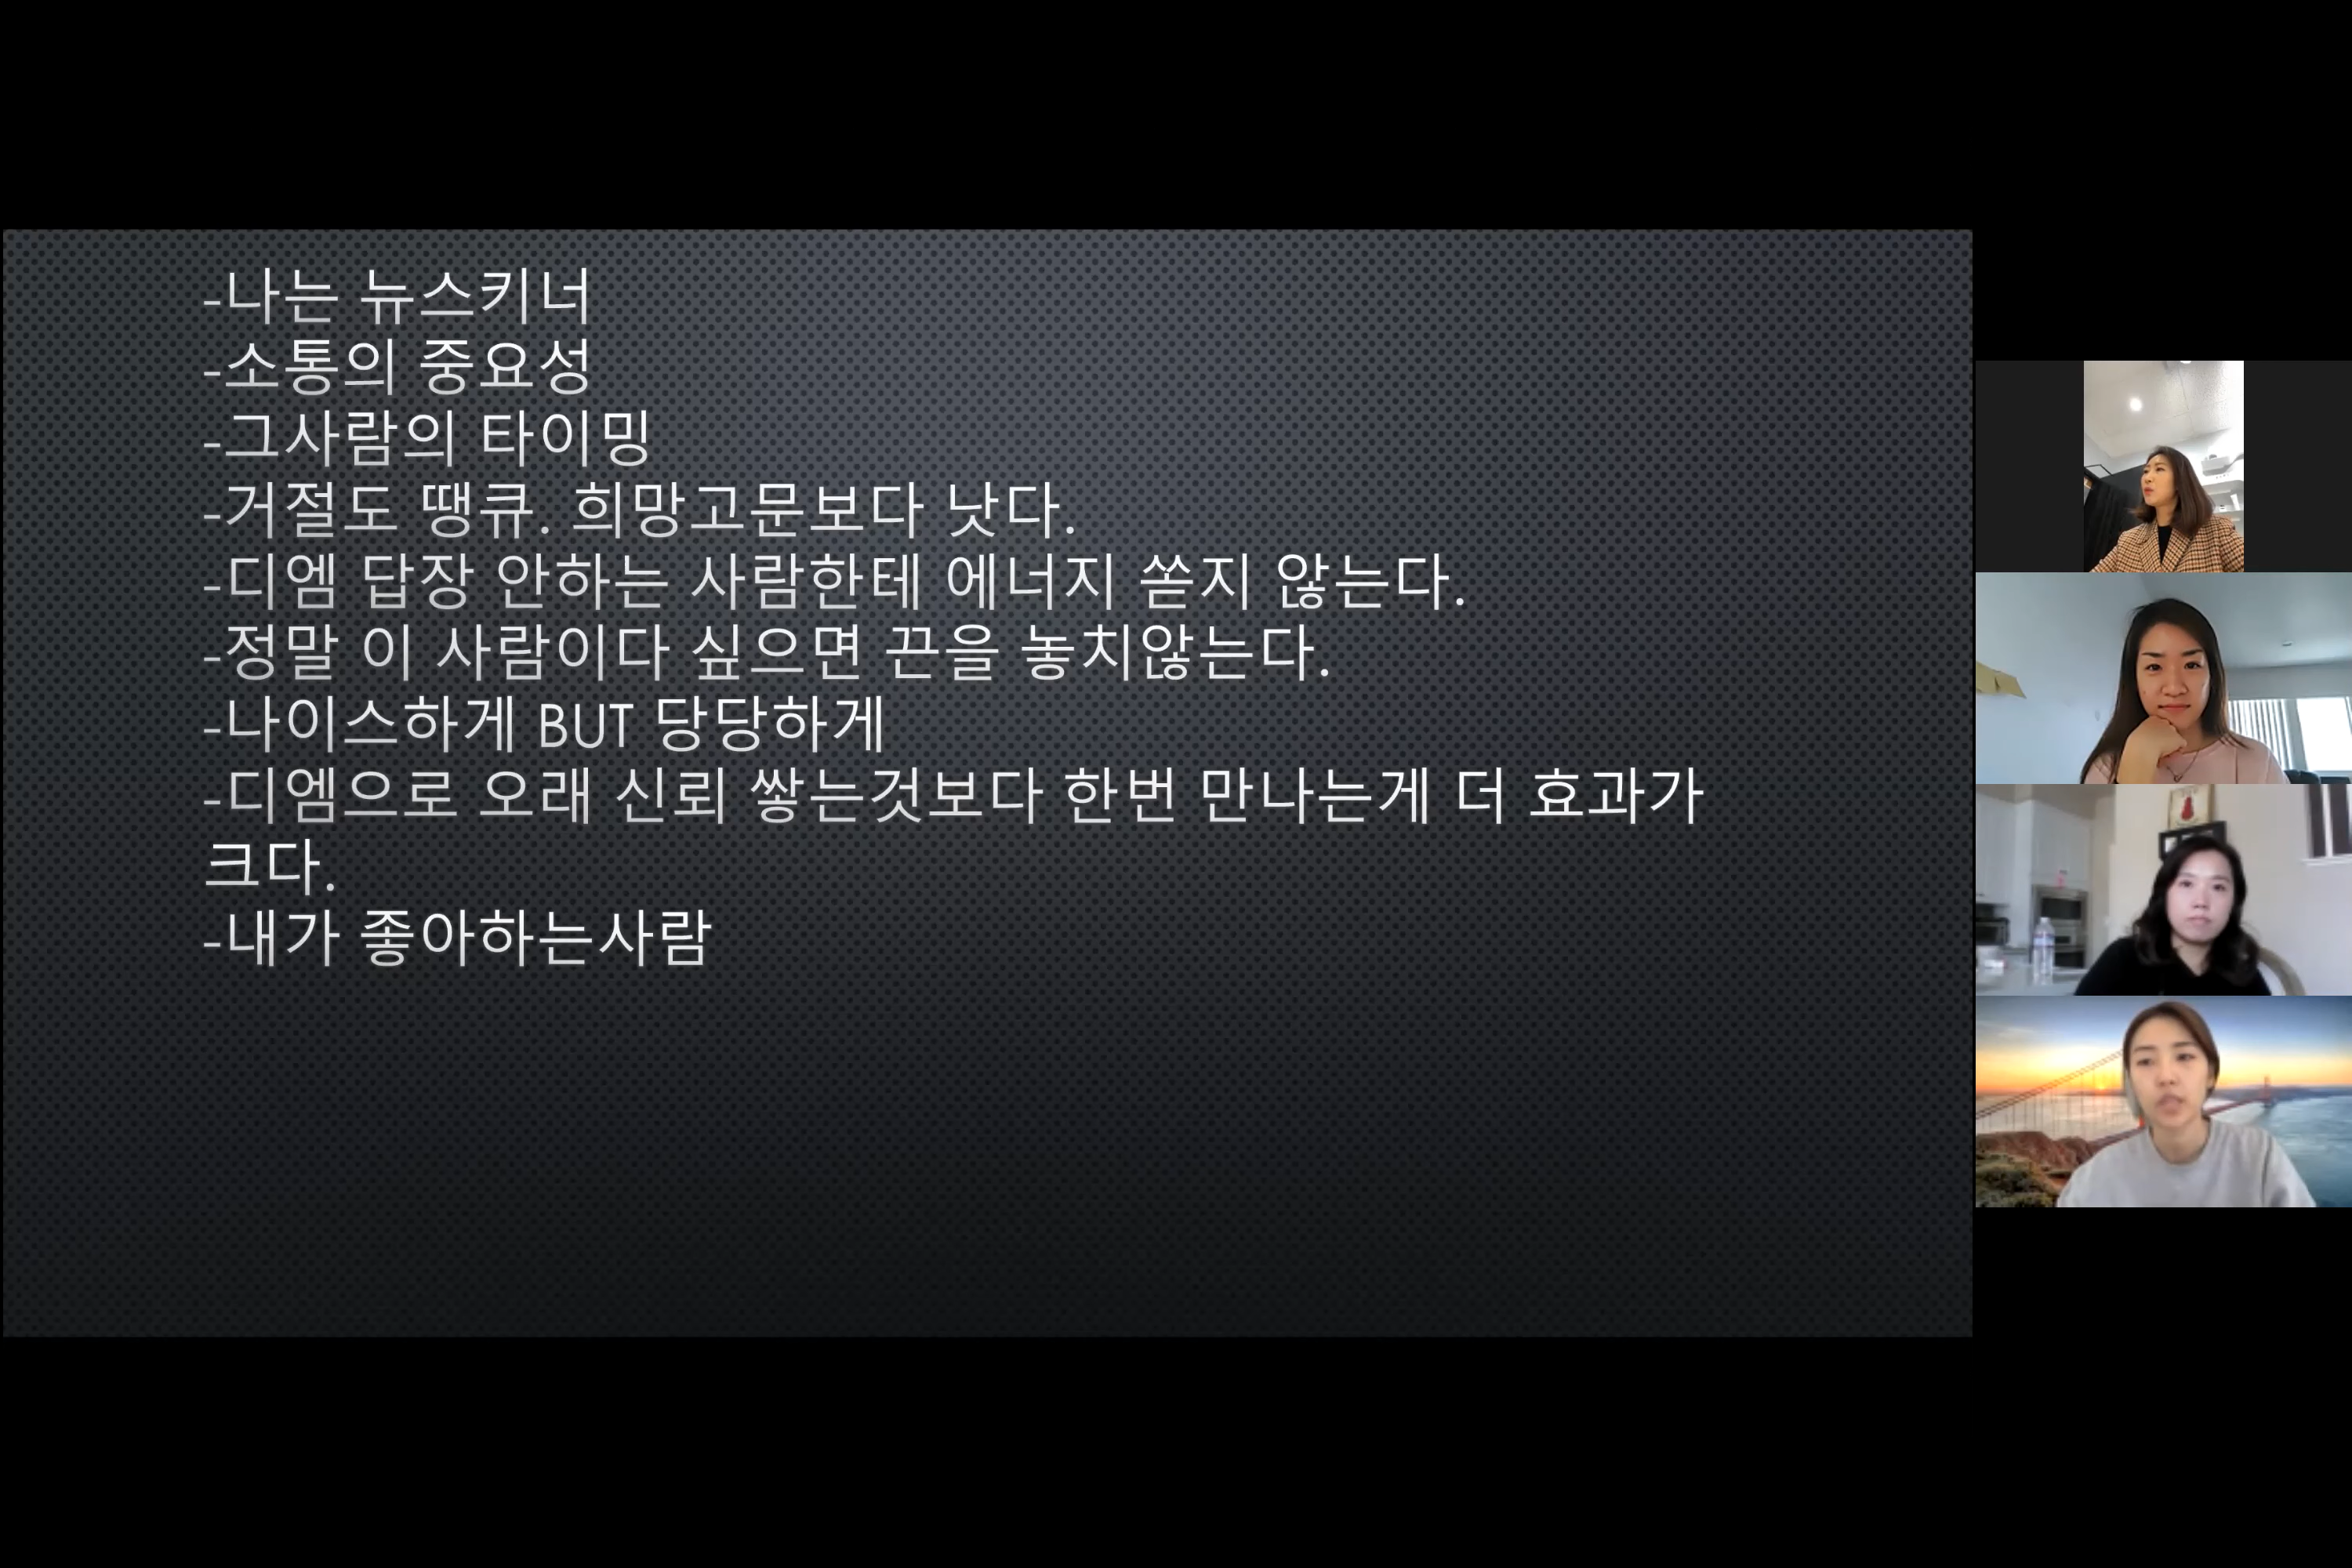 -나는 뉴스키너
-소통의 중요성
-그사람의 타이밍
-거절도 땡큐. 희망고문보다 낫다.
-디엠 답장 안하는 사람한테 에너지 쏟지 않는다.
-정말 이 사람이다 싶으면 끈을 놓치않는다.
-나이스하게 BUT 당당하게
-디엠으로 오래 신뢰 쌓는것보다 한번 만나는게 더 효과가
크다.
-내가 좋아하는사람